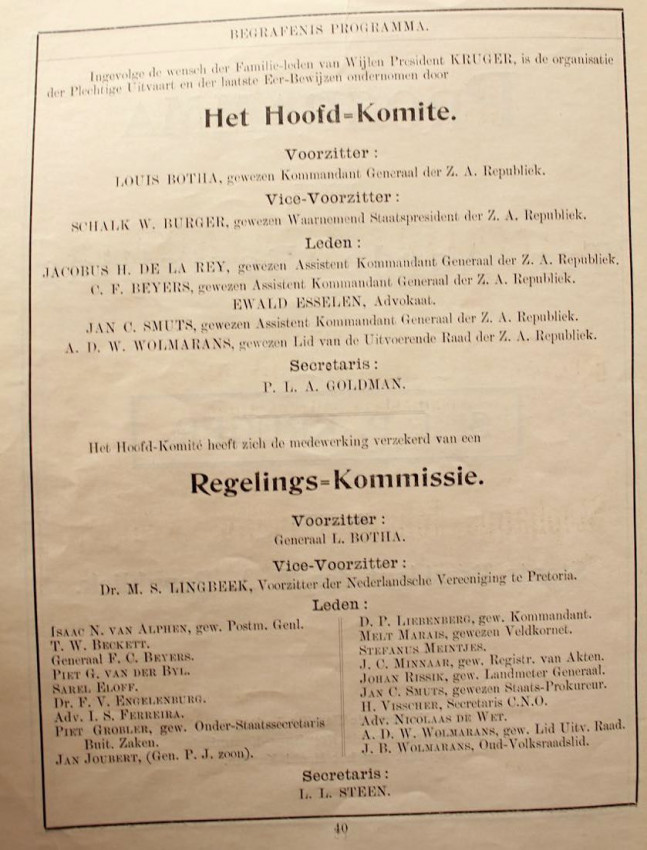 BEGRAFENIS PROGRAMMA.
Ingevolge de wensch der Familie-leden van Wijlen President KRUGER, is de organisatie
der Plechtige Uitvaart en der laatste Eer-Bewijzen ondernomen door
Het Hoofd=Komite.
Voorzitter :
LOUIS BOTHA, gewezen Kommandant Generaal der Z. A. Republiek.
Vice-Voorzitter :
SCHALK W. BURGER, gewezen Waarnemend Staatspresident der Z. A. Republiek.
Leden :
JACOBUS H. DE LA REY, gewezen Assistent Kommandant Generaal der Z. A. Republiek.
C. F. BEYERS, gewezen Assistent Kommandant Generaal der Z. A. Republiek.
EWALD ESSELEN, Advokaat.
JAN C. SMUTS, gewezen Assistent Kommandant Generaal der Z. A. Republiek.
A. D. W. WOLMARANS, gewezen Lid van de Uitvoerende Raad der Z. A. Republiek.
Secretaris :
P. L. A. GOLDMAN.
Het Hoofd-Komité heeft zich de medewerking verzekerd van een
Regelings=Kommissie.
Voorzitter :
Generaal L. BOTHA.
Vice-Voorzitter :
Dr. M. S. LINGBEEK, Voorzitter der Nederlandsche Vereeniging te Pretoria.
Leden :
ISAAC N. VAN ALPHEN, gew. Postm. Genl.
T. W. BECKETT.
Generaal F. C. BEYERS.
PIET G. VAN DER BYL.
SAREL ELOFF.
Dr. F. V. ENGELENBURG.
Adv. I. S. FERREIRA.
PIET GROBLER, gew. Onder-Staatssecretaris
Buit. Zaken.
JAN JOUBERT, (Gen. P. J. zoon).
D. P. LIEBENBERG, gew. Kommandant.
MELT MARAIS, gewezen Veldkornet.
STEFANUS MEINTJES.
J. C. MINNAAR, gew. Registr. van Akten.
JOHAN RISSIK, gew. Landmeter Generaal.
JAN C. SMUTS, gewezen Staats-Prokureur.
H. VISSCHER, Secretaris C.N.O.
Adv. NICOLAAS DE WET.
A. D. W. WOLMARANS, gew. Lid Uitv. Raad.
J. B. WOLMARANS, Oud-Volksraadslid.
Secretaris :
L. L. STEEN.
40